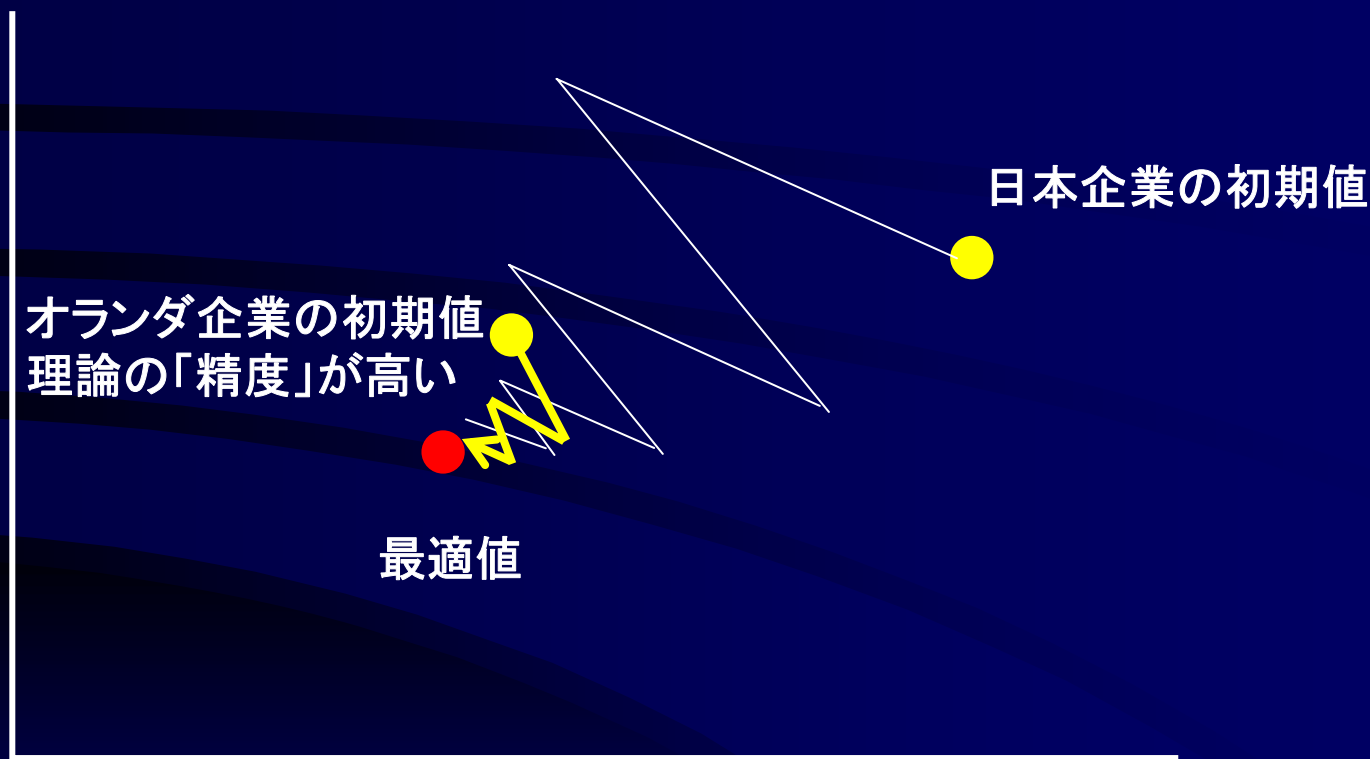 日本企業の初期値
オランダ企業の初期値
理論の｢精度｣が高い
最適値